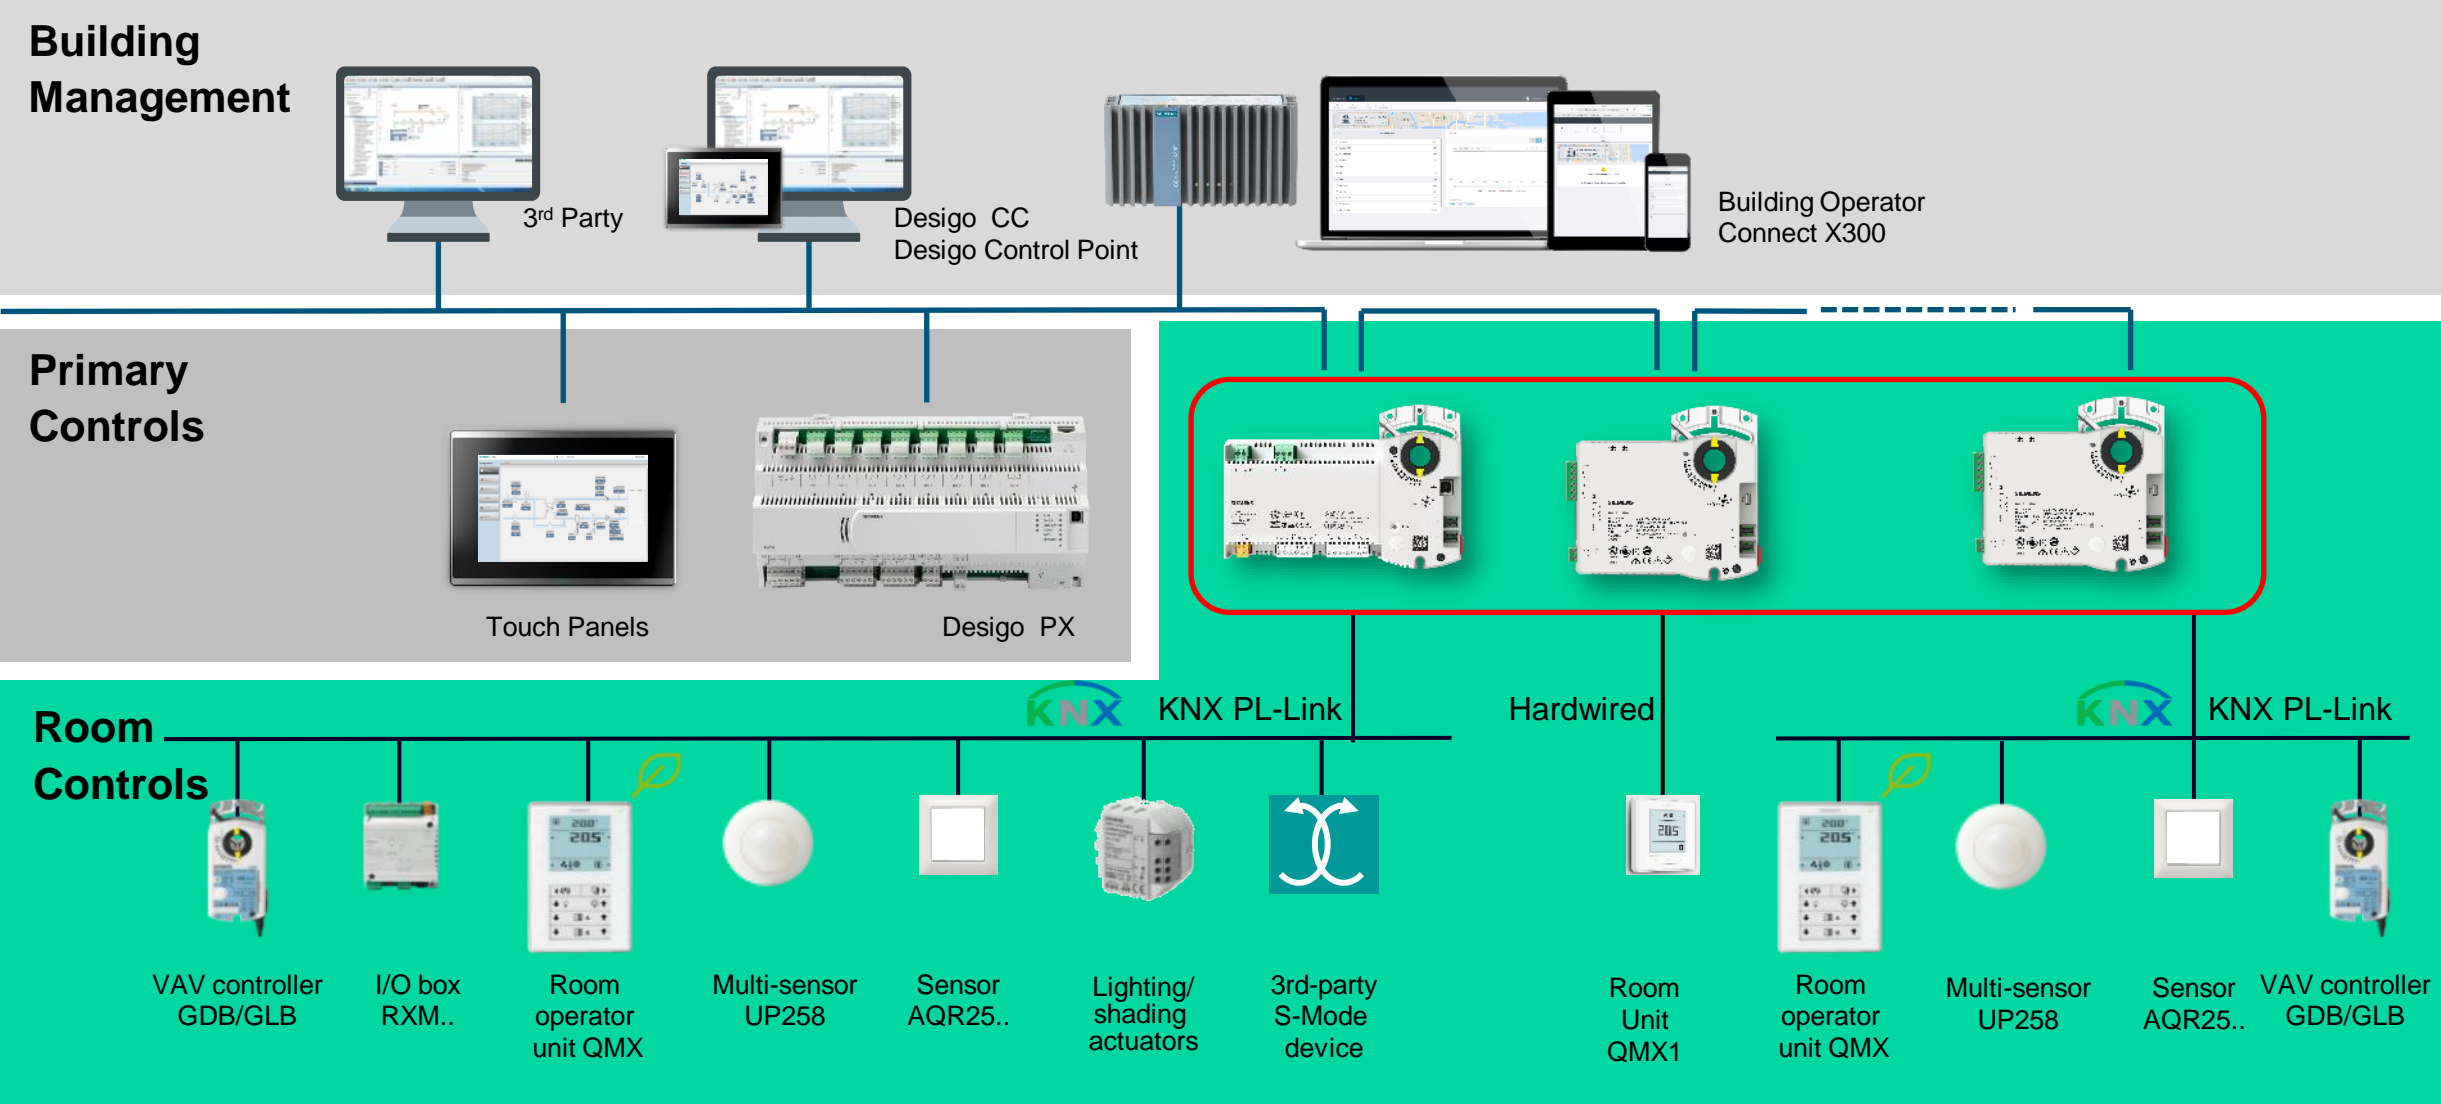 Building
Management
3rd Party
Desigo CC
Desigo Control Point
Building Operator
Connect X300
Primary
Controls
Touch Panels
Desigo PX
SIEMENS
SIEMENS
SIEMENS
KNX
KNX PL-Link
Hardwired
KNX
KNX PL-Link
Room
Controls
VAV controller
GDB/GLB
I/O box
RXM..
Room
operator
unit QMX
Multi-sensor
UP258
Sensor
AQR25..
Lighting/
shading
actuators
3rd-party
S-Mode
device
Room
Unit
QMX1
Room
operator
unit QMX
Multi-sensor
UP258
Sensor
AQR25..
VAV controller
GDB/GLB